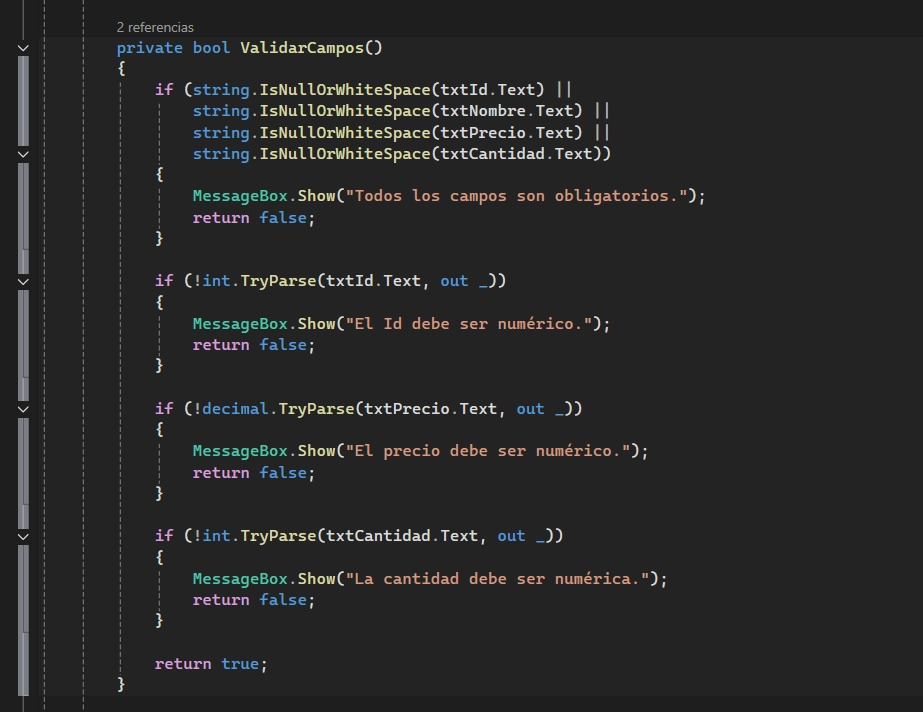 2 referencias
private bool ValidarCampos()
{
if (string.IsNullOrWhiteSpace(txtId.Text) ||
string.IsNullOrWhiteSpace(txtNombre.Text) ||
string.IsNullOrWhiteSpace(txtPrecio.Text) ||
string.IsNullOrWhiteSpace(txtCantidad.Text))
{
MessageBox.Show("Todos los campos son obligatorios.");
return false;
}
if (!int.TryParse(txtId.Text, out _))
{
MessageBox.Show("El Id debe ser numérico.");
return false;
}
if (!decimal.TryParse(txtPrecio.Text, out _))
{
MessageBox.Show("El precio debe ser numérico.");
return false;
}
if (!int.TryParse(txtCantidad.Text, out _))
{
MessageBox.Show("La cantidad debe ser numérica.");
return false;
}
return true;
}